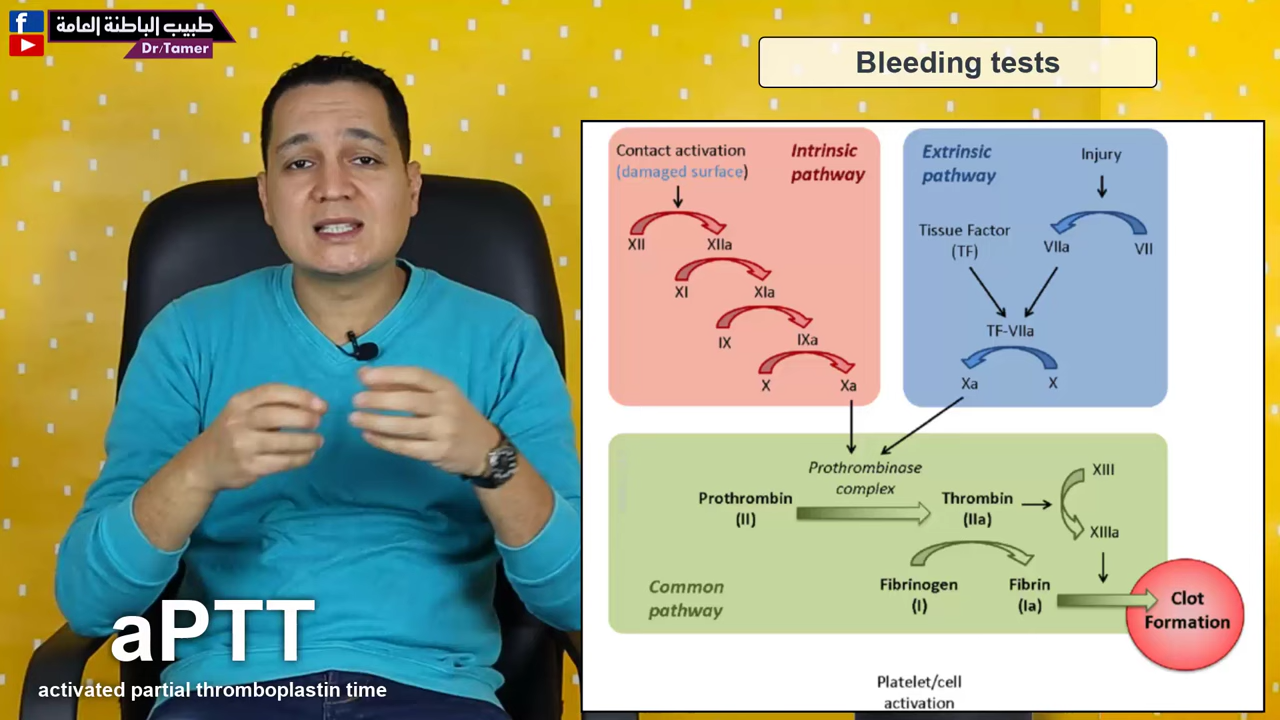 طبيب الباطنة العامة
Dr/Tamer
Bleeding tests
Contact activation
(damaged surface)
Intrinsic
pathway
XII
XIIa
XI
XIa
IX
IXa
X
Xa
Extrinsic
pathway
Injury
Tissue Factor
(TF)
VIIa
VII
TF-VIIa
Xa
X
Prothrombinase
complex
Prothrombin
(II)
Thrombin
(IIa)
XIII
XIIIa
Fibrinogen
(I)
Fibrin
(Ia)
Common
pathway
Clot
Formation
Platelet/cell
activation
aPTT
activated partial thromboplastin time